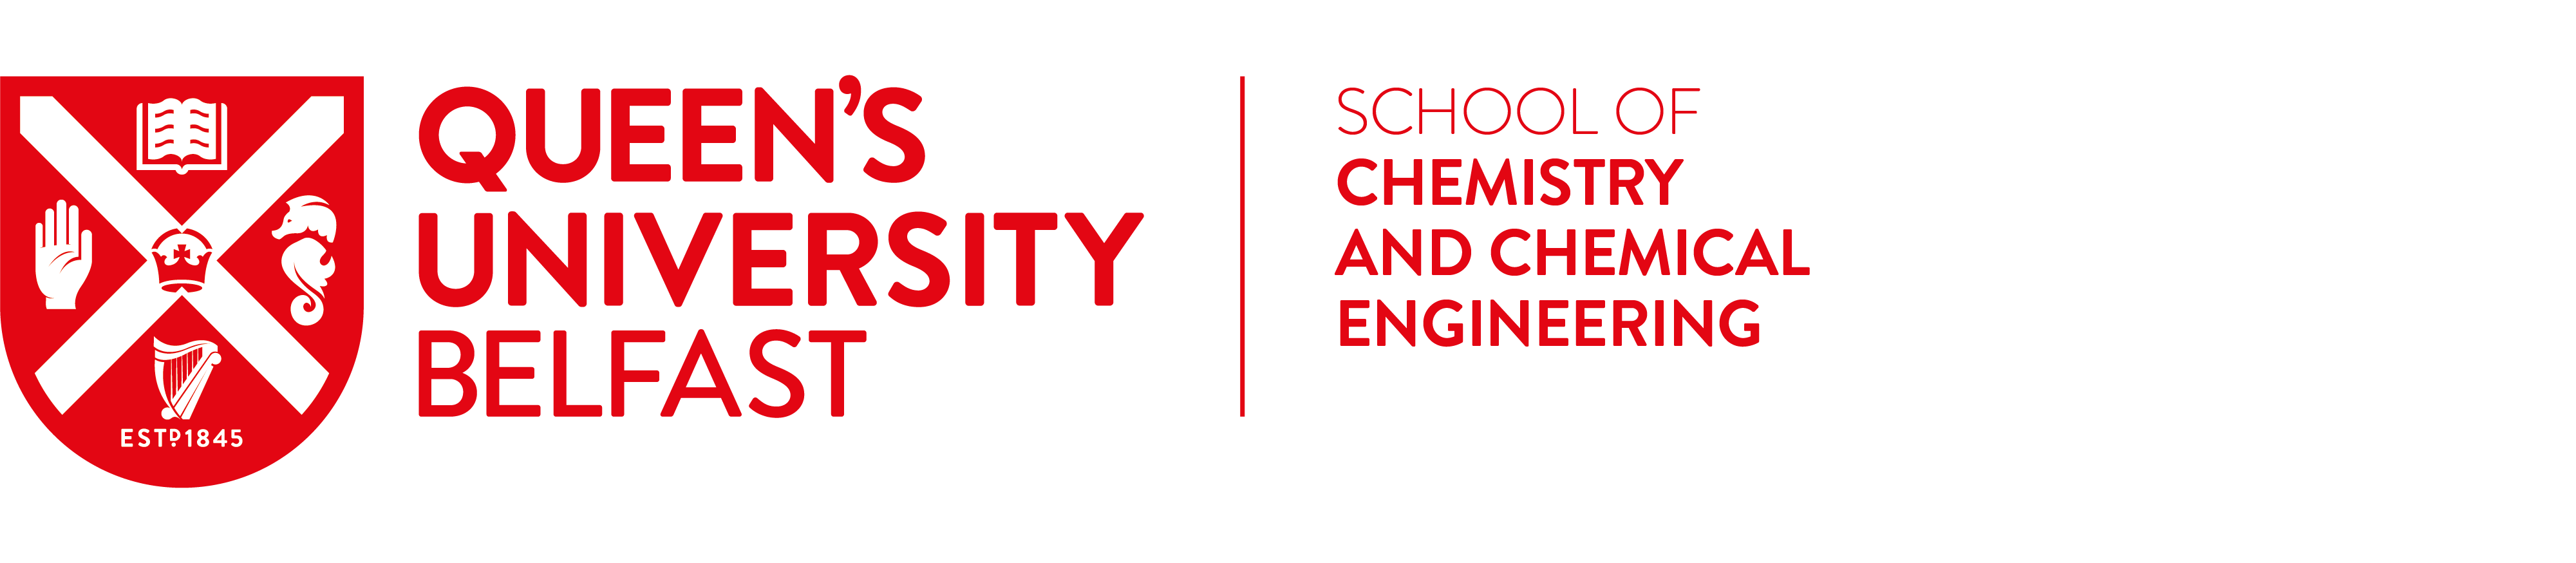 QUEEN'S
UNIVERSITY
BELFAST
ESTD 1845
SCHOOL OF
CHEMISTRY
AND CHEMICAL
ENGINEERING